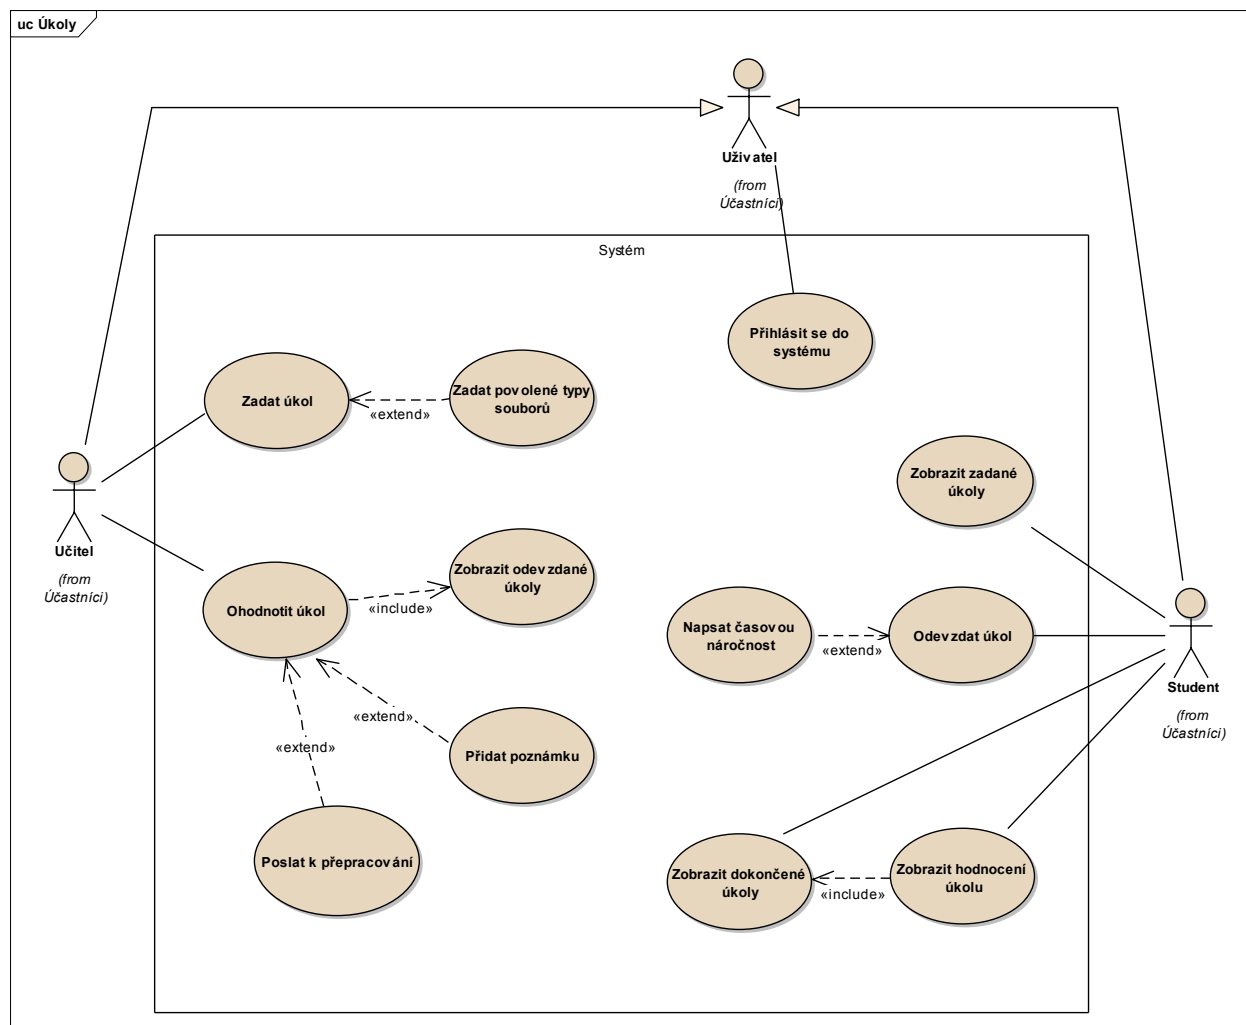 uc Úkoly
Uživatel
(from
Účastníci)
Systém
Přihlásit se do
systému
Zadat úkol
«extend»
Zadat povolené typy
souborů
Zobrazit zadané
úkoly
Učitel
(from
Účastníci)
Ohodnotit úkol
«include»
Zobrazit odevzdané
úkoly
Napsat časovou
náročnost
«extend»
Odevzdat úkol
Student
(from
Účastníci)
«extend»
«extend»
Přidat poznámku
Poslat k přepracování
Zobrazit dokončené
úkoly
«include»
Zobrazit hodnocení
úkolu